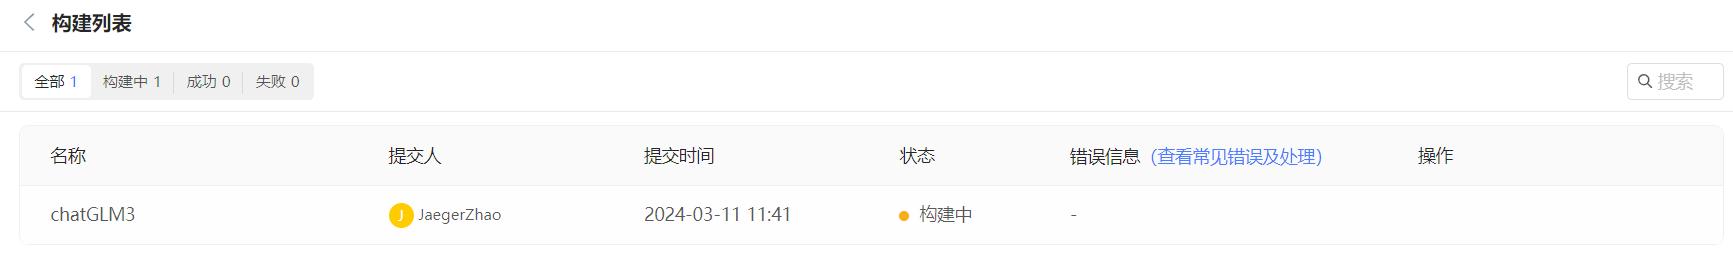 构建列表
全部 1 构建中 1 成功 0 失败 0 搜索
名称 提交人 提交时间 状态 错误信息 (查看常见错误及处理) 操作
chatGLM3 J JaegerZhao 2024-03-11 11:41 构建中 -